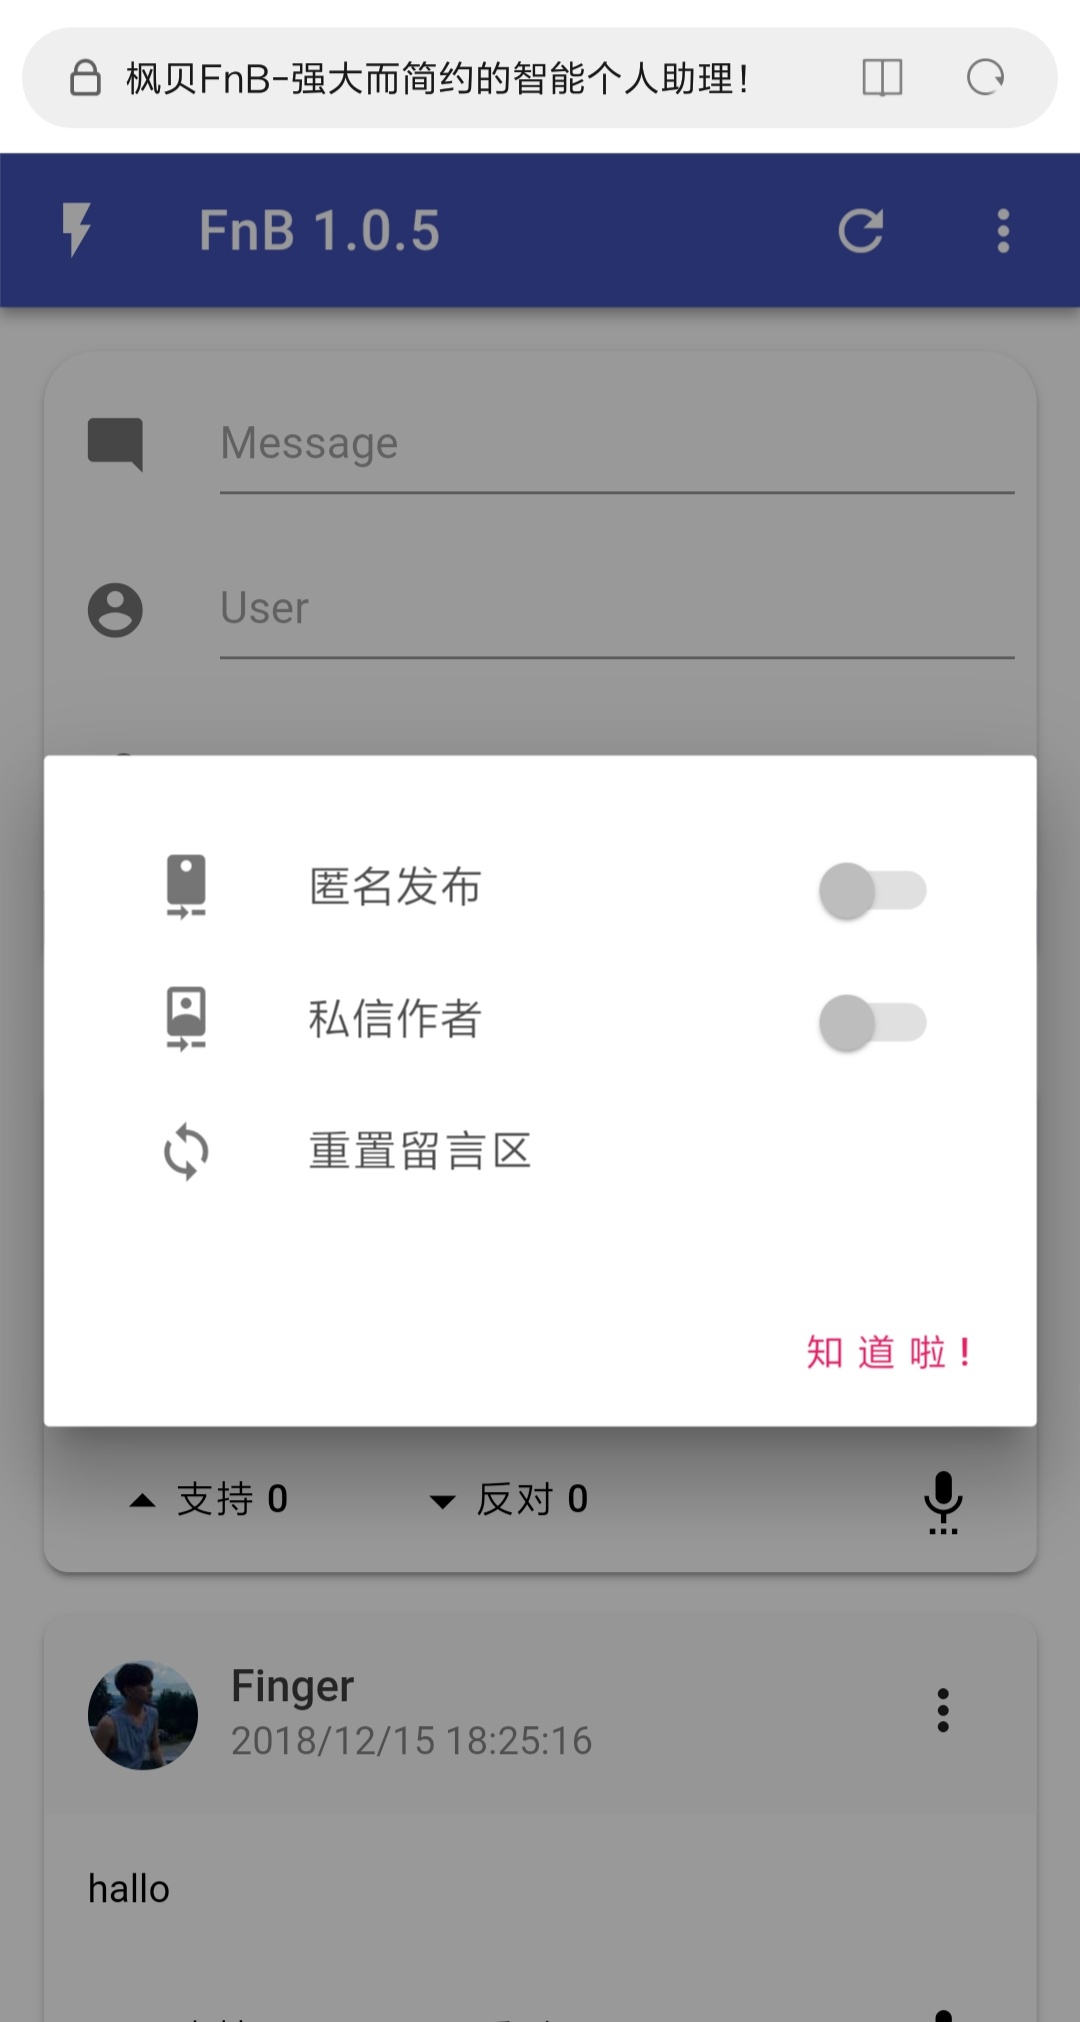 枫贝FnB-强大而简约的智能个人助理！
FnB 1.0.5
Message
User
匿名发布
私信作者
重置留言区
知道啦！
支持 0
反对 0
Finger
2018/12/15 18:25:16
hallo